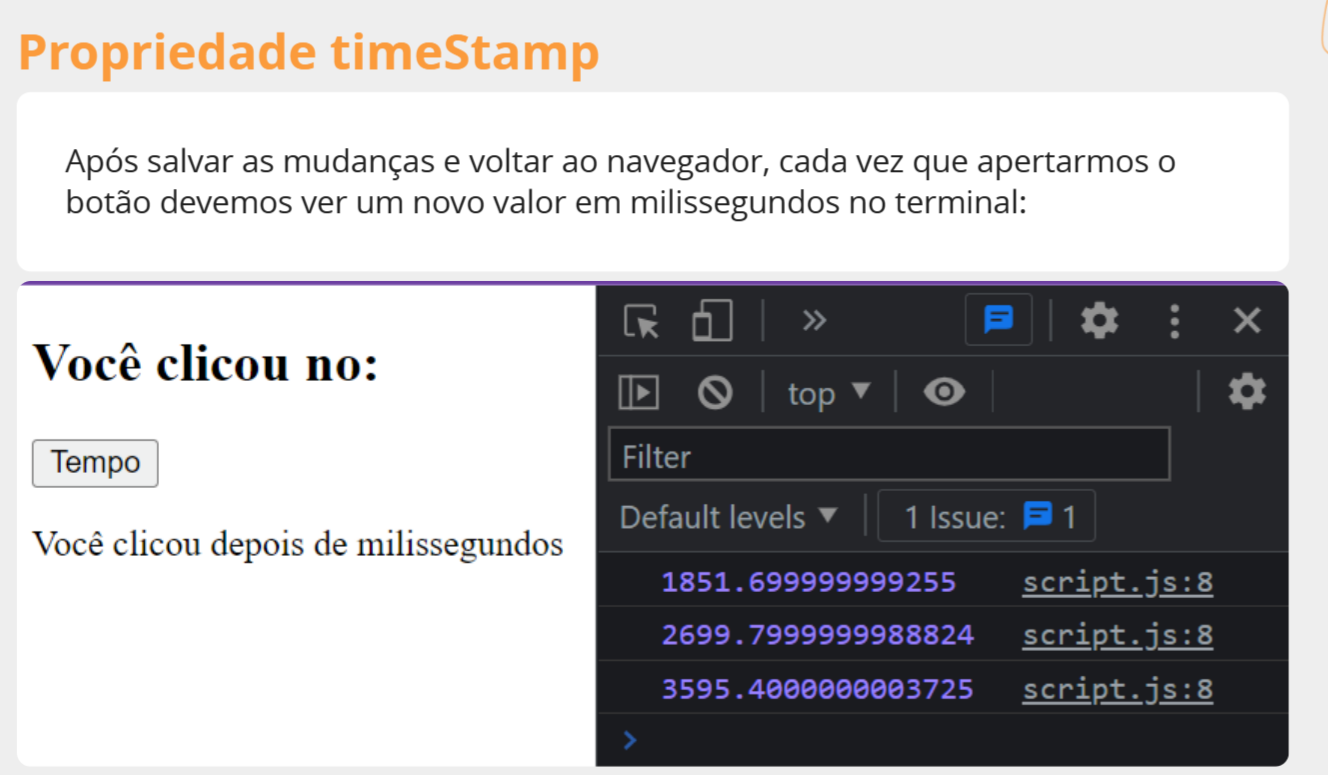 Propriedade timeStamp
Após salvar as mudanças e voltar ao navegador, cada vez que apertarmos o
botão devemos ver um novo valor em milissegundos no terminal:
Você clicou no:
Tempo
Você clicou depois de milissegundos
top
Filter
Default levels
1 Issue: 1
1851.699999999255 script.js:8
2699.7999999988824 script.js:8
3595.4000000003725 script.js:8